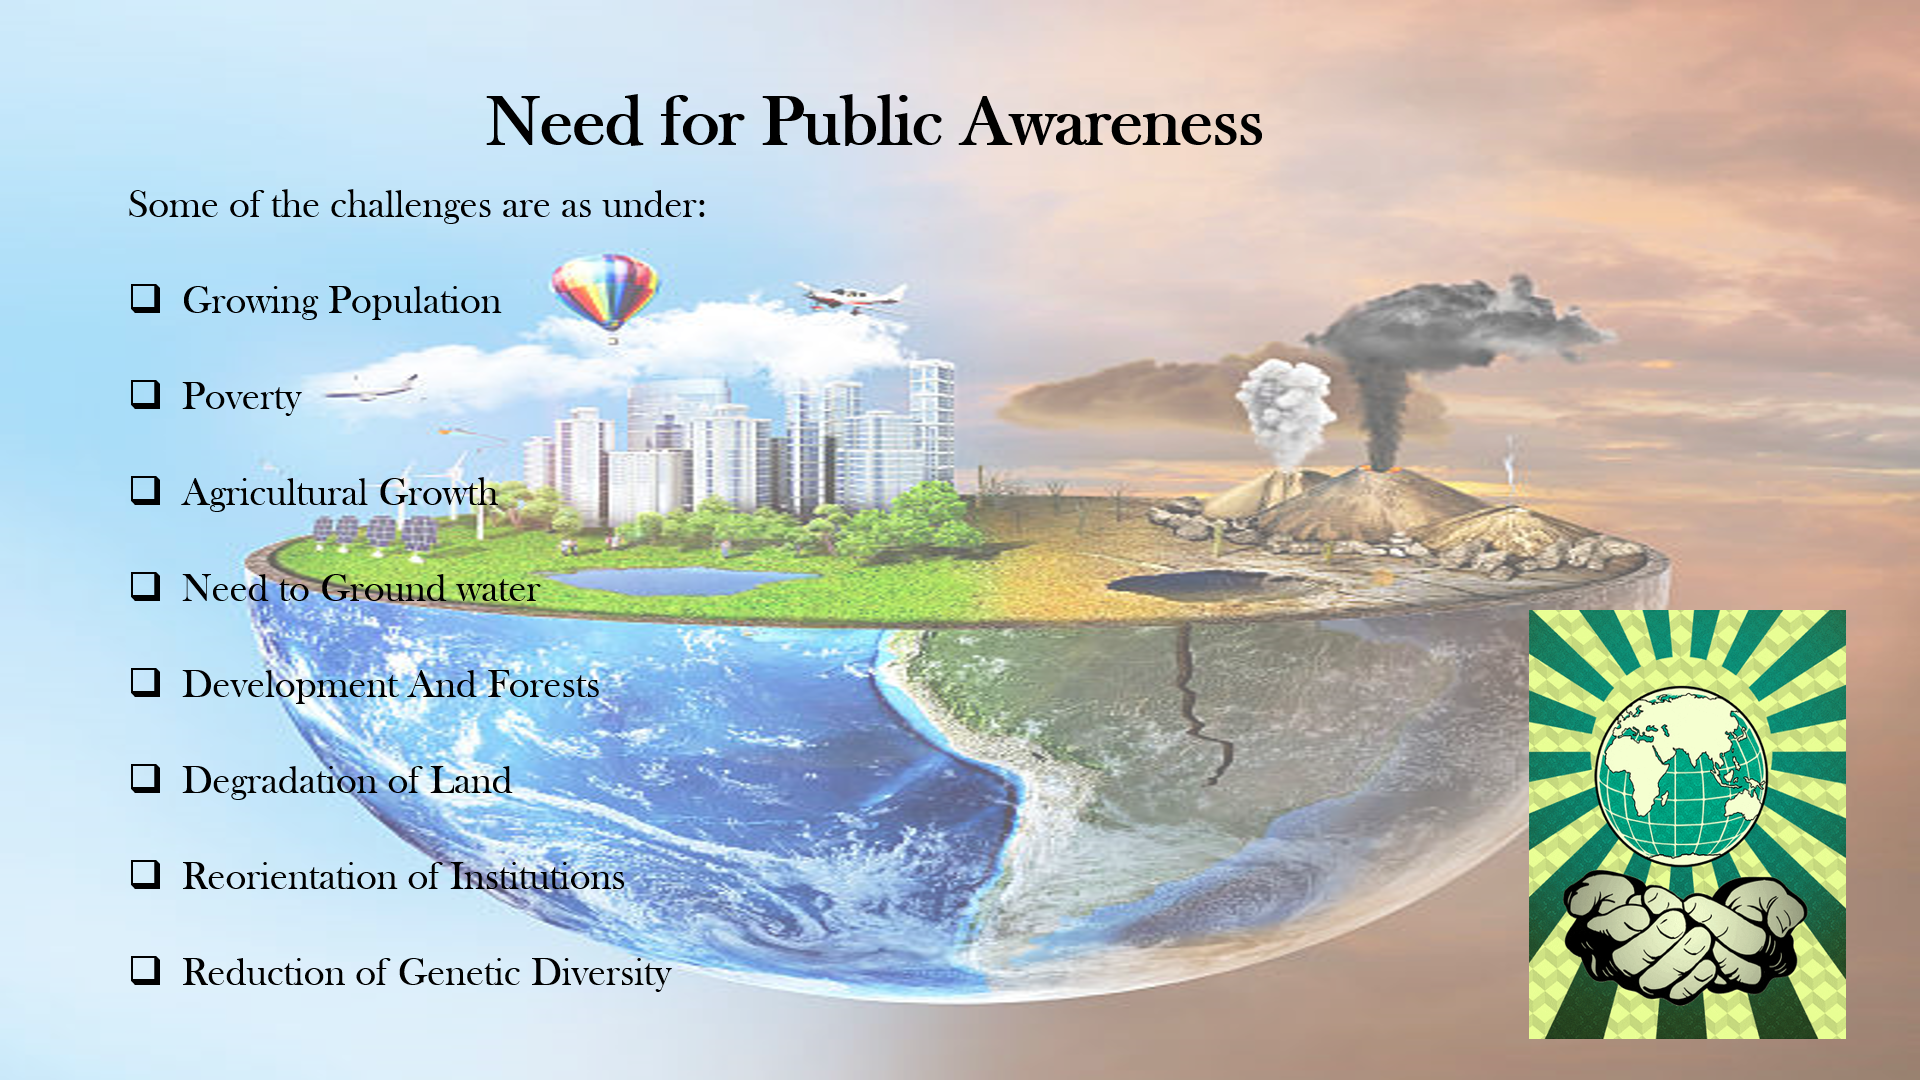 Need for Public Awareness
Some of the challenges are as under:
❑ Growing Population
❑ Poverty
❑ Agricultural Growth
❑ Need to Ground water
❑ Development And Forests
❑ Degradation of Land
❑ Reorientation of Institutions
❑ Reduction of Genetic Diversity